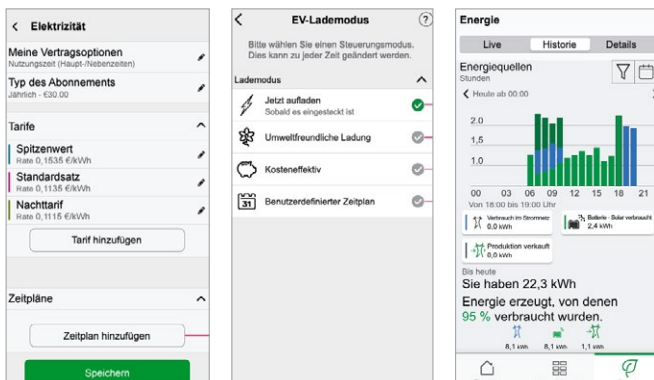 Elektrizität
Meine Vertragsoptionen
Nutzungszeit (Haupt-/Nebenzeiten)
Typ des Abonnements
Jährlich - €30.00
Tarife
Spitzenwert
Rate 0,1535 €/kWh
Standardsatz
Rate 0,1135 €/kWh
Nachttarif
Rate 0,1115 €/kWh
Tarif hinzufügen
Zeitpläne
Zeitplan hinzufügen
Speichern
EV-Lademodus
?
Bitte wählen Sie einen Steuerungsmodus.
Dies kann zu jeder Zeit geändert werden.
Lademodus
Jetzt aufladen
Sobald es eingesteckt ist
Umweltfreundliche Ladung
Kosteneffektiv
31
Benutzerdefinierter Zeitplan
Energie
Live Historie Details
Energiequellen
Stunden
Heute ab 00:00
2.0
1,5
1,0
00 03 06 09 12 15 18 21
Von 18:00 bis 19:00 Uhr
Verbrauch im Stromnetz
0,0 kWh
Batterie - Solar verbraucht
2,4 kWh
Produktion verkauft
0,0 kWh
Bis heute
Sie haben 22,3 kWh
Energie erzeugt, von denen
95 % verbraucht wurden.
8,1 kWh 8,1 kWh 1,1 kWh